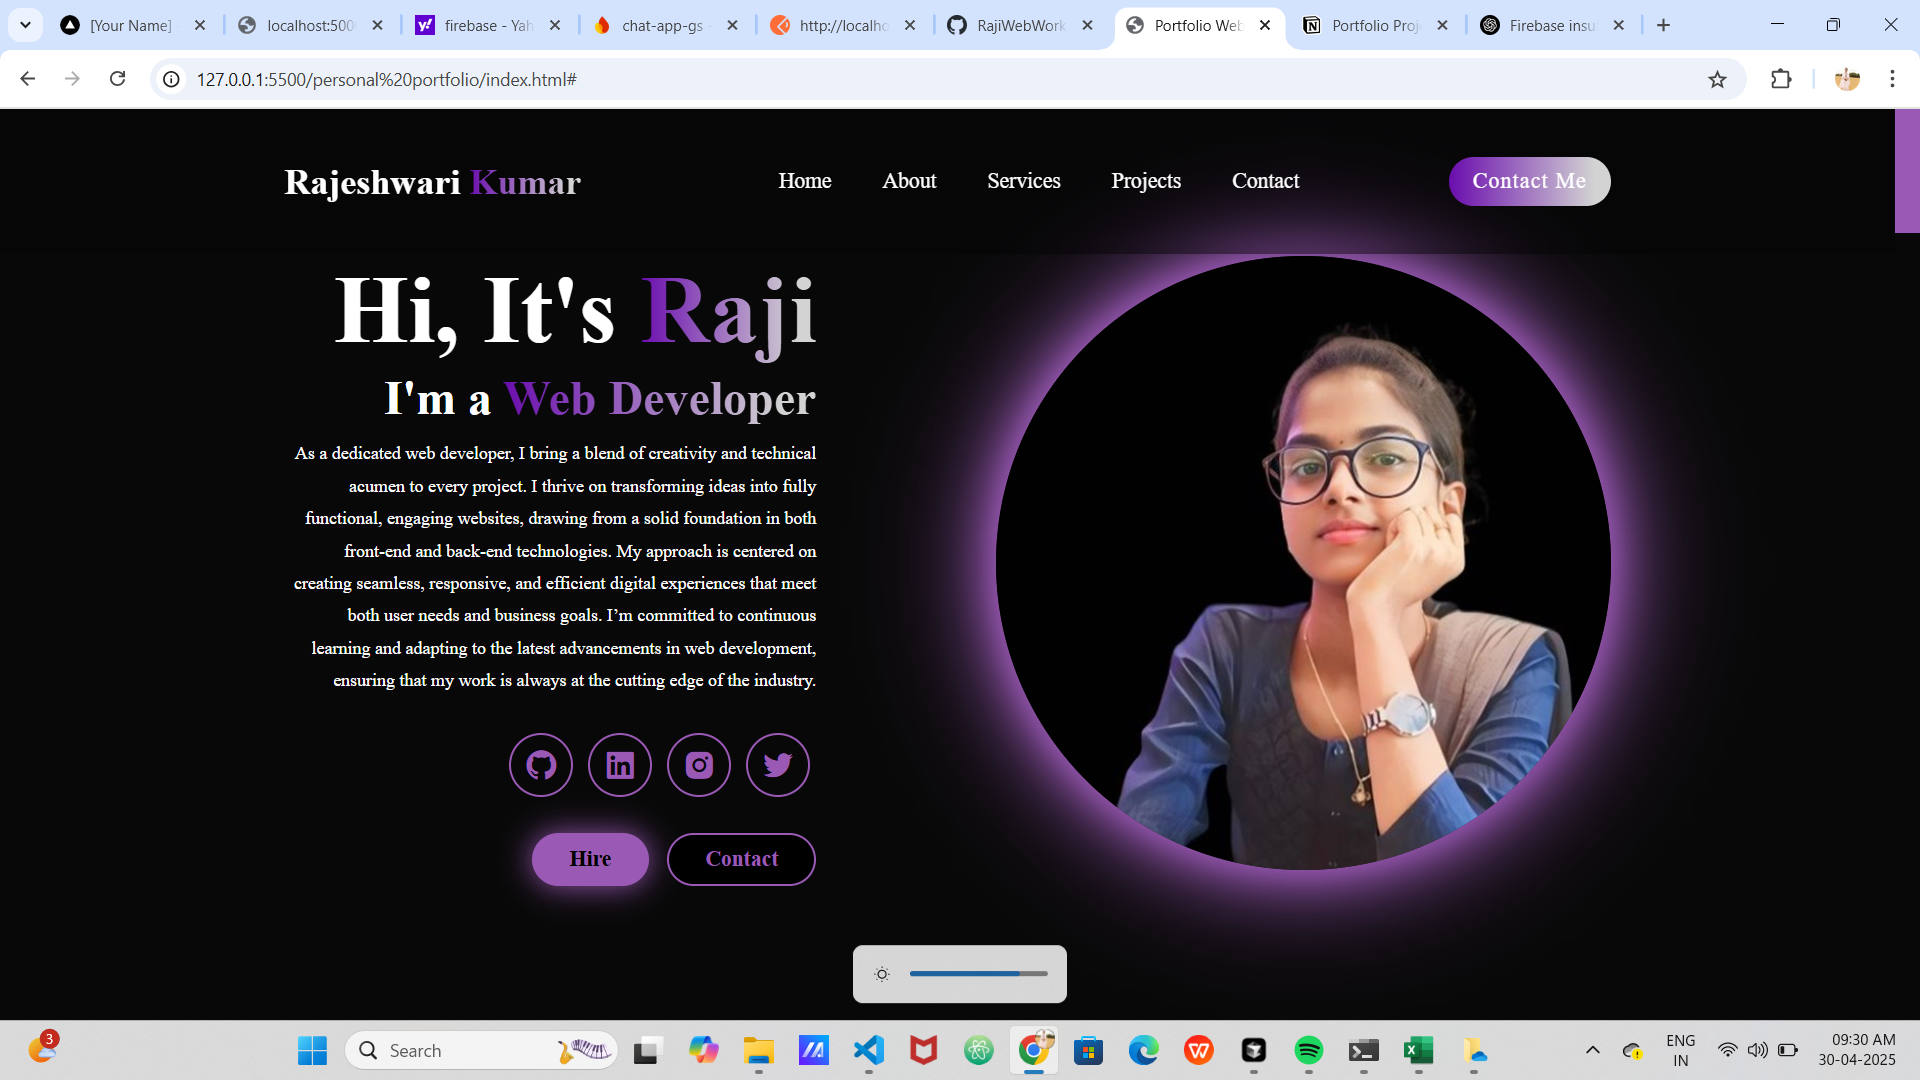 [Your Name]
localhost:500
firebase - Yah
chat-app-gs -
http://localho
RajiWebWork
Portfolio Web
Portfolio Proj
Firebase insu
127.0.0.1:5500/personal%20portfolio/index.html#
Rajeshwari Kumar
Home
About
Services
Projects
Contact
Contact Me
Hi, It's Raji
I'm a Web Developer
As a dedicated web developer, I bring a blend of creativity and technical
acumen to every project. I thrive on transforming ideas into fully
functional, engaging websites, drawing from a solid foundation in both
front-end and back-end technologies. My approach is centered on
creating seamless, responsive, and efficient digital experiences that meet
both user needs and business goals. I’m committed to continuous
learning and adapting to the latest advancements in web development,
ensuring that my work is always at the cutting edge of the industry.
Hire
Contact
3
Search
ENG
IN
09:30 AM
30-04-2025